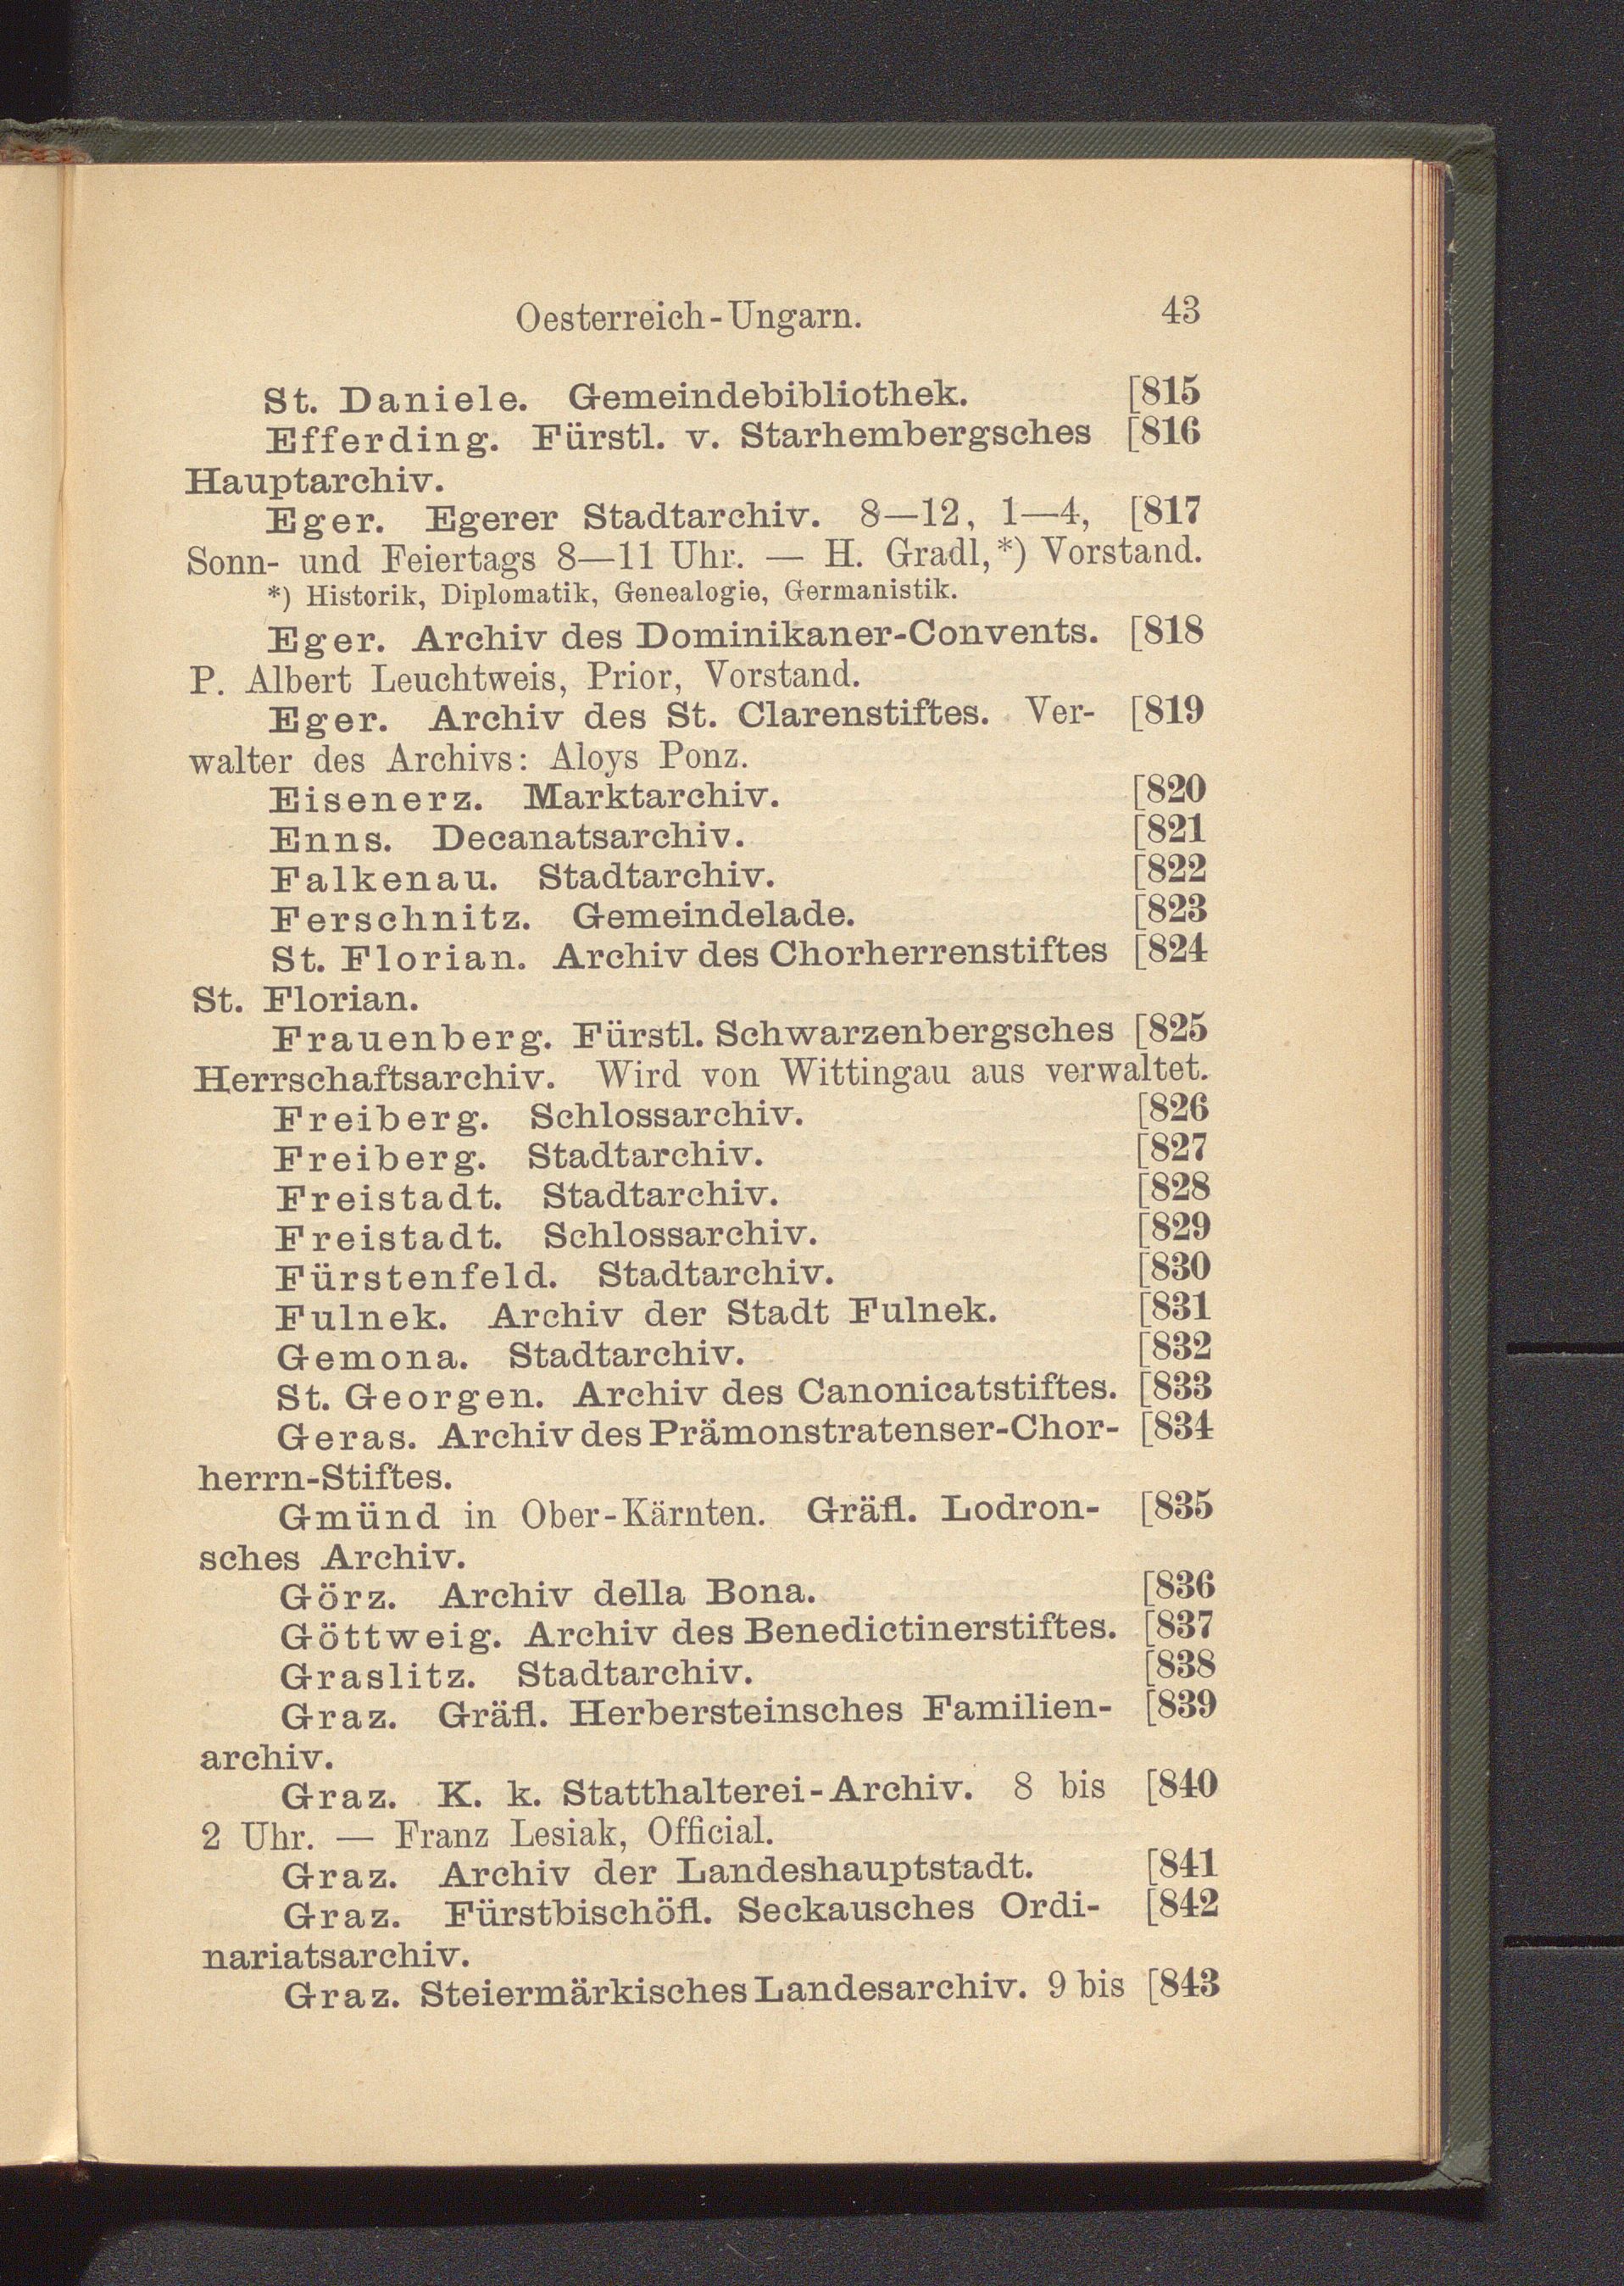 Oesterreich-Ungarn. 43
St. Daniele. Gemeindebibliothek. [815
Efferding. Fürstl. v. Starhembergsches [816
Hauptarchiv.
Eger. Egerer Stadtarchiv. 8—12, 1—4, [817
Sonn- und Feiertags 8—11 Uhr. — H. Gradl,*) Vorstand.
*) Historik, Diplomatik, Genealogie, Germanistik.
Eger. Archiv des Dominikaner-Convents. [818
P. Albert Leuchtweis, Prior, Vorstand.
Eger. Archiv des St. Clarenstiftes. Ver- [819
walter des Archivs: Aloys Ponz.
Eisenerz. Marktarchiv. [820
Enns. Decanatsarchiv. [821
Falkenau. Stadtarchiv. [822
Ferschnitz. Gemeindelade. [823
St. Florian. Archiv des Chorherrenstiftes [824
St. Florian.
Frauenberg. Fürstl. Schwarzenbergsches [825
Herrschaftsarchiv. Wird von Wittingau aus verwaltet.
Freiberg. Schlossarchiv. [826
Freiberg. Stadtarchiv. [827
Freistadt. Stadtarchiv. [828
Freistadt. Schlossarchiv. [829
Fürstenfeld. Stadtarchiv. [830
Fulnek. Archiv der Stadt Fulnek. [831
Gemona. Stadtarchiv. [832
St. Georgen. Archiv des Canonicatstiftes. [833
Geras. Archiv des Prämonstratenser-Chor- [834
herrn-Stiftes.
Gmünd in Ober-Kärnten. Gräfl. Lodron- [835
sches Archiv.
Görz. Archiv della Bona. [836
Göttweig. Archiv des Benedictinerstiftes. [837
Graslitz. Stadtarchiv. [838
Graz. Gräfl. Herbersteinsches Familien- [839
archiv.
Graz. K. k. Statthalterei-Archiv. 8 bis [840
2 Uhr. — Franz Lesiak, Official.
Graz. Archiv der Landeshauptstadt. [841
Graz. Fürstbischöfl. Seckausches Ordi- [842
nariatsarchiv.
Graz. Steiermärkisches Landesarchiv. 9 bis [843